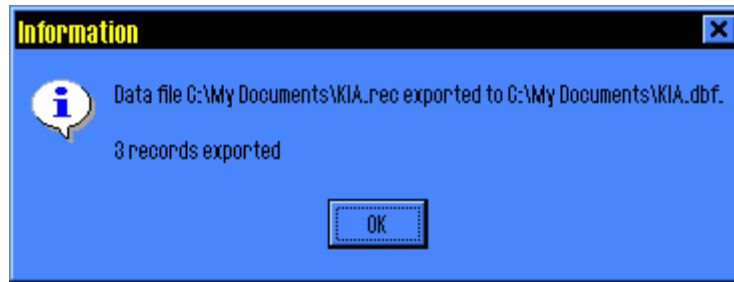 Information
Data file C:\My Documents\KIA.rec exported to C:\My Documents\KIA.dbf.
3 records exported
OK